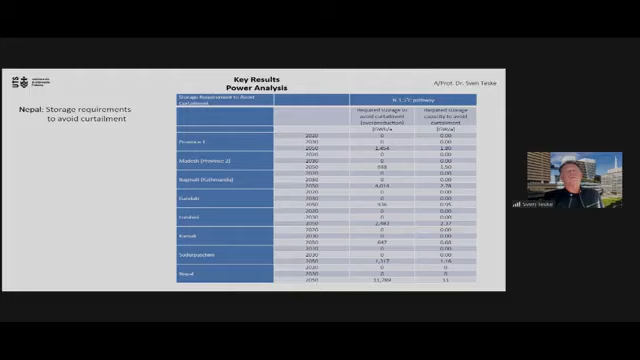 UTS
Key Results
Power Analysis
A/Prof. Dr. Sven Teske
Nepal: Storage requirements
to avoid curtailment
Storage Requirement to Avoid Curtailment N-1.5°C pathway
Required storage to avoid curtailment (overproduction) Required storage capacity to avoid curtailment
[GWh/a]
Province 1
2020 0 0.00
2030 0 0.00
2050 1,454 1.80
Madesh (Province 2)
2020 0 0.00
2030 0 0.00
2050 888 1.50
Bagmati (Kathmandu)
2020 0 0.00
2030 0 0.00
2050 4,014 2.78
Gandaki
2020 0 0.00
2030 0 0.00
2050 936 0.95
Lumbini
2020 0 0.00
2030 0 0.00
2050 2,483 2.37
Karnali
2020 0 0.00
2030 0 0.00
2050 697 0.68
Sudurpaschim
2020 0 0.00
2030 0 0.00
2050 1,317 1.16
Nepal
2020 0 0
2030 0 0
2050 11,789 11
Sven Teske